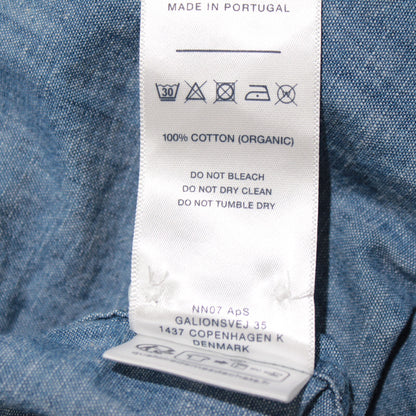 MADE IN PORTUGAL
30
100% COTTON (ORGANIC)
DO NOT BLEACH
DO NOT DRY CLEAN
DO NOT TUMBLE DRY
NN07 ApS
GALIONSVEJ 35
1437 COPENHAGEN K
DENMARK